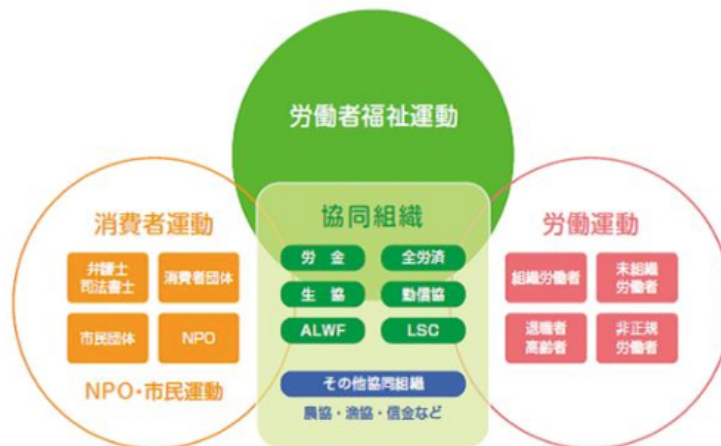 労働者福祉運動
消費者運動
弁護士
司法書士
消費者団体
市民団体
NPO
NPO・市民運動
協同組織
労　金
全労済
生　協
勤信協
ALWF
LSC
その他協同組織
農協・漁協・信金など
労働運動
組織労働者
未組織
労働者
退職者
高齢者
非正規
労働者